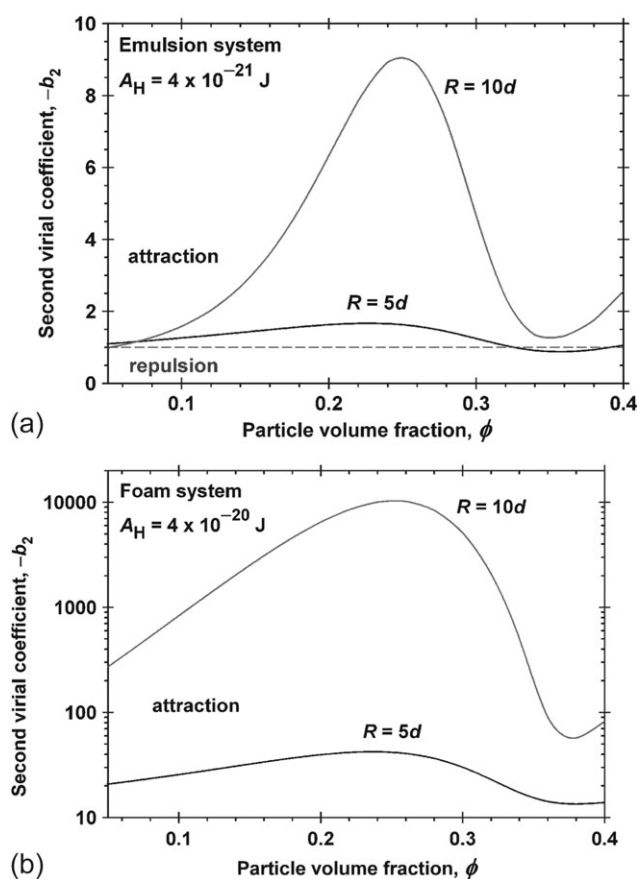 10
Emulsion system
A_H = 4 x 10^−21 J
R = 10d
8
6
attraction
4
R = 5d
2
repulsion
0
0.1
0.2
0.3
0.4
Second virial coefficient, −b_2
Particle volume fraction, ϕ
(a)
Foam system
10000
A_H = 4 x 10^−20 J
R = 10d
1000
attraction
100
R = 5d
10
0.1
0.2
0.3
0.4
Second virial coefficient, −b_2
Particle volume fraction, ϕ
(b)